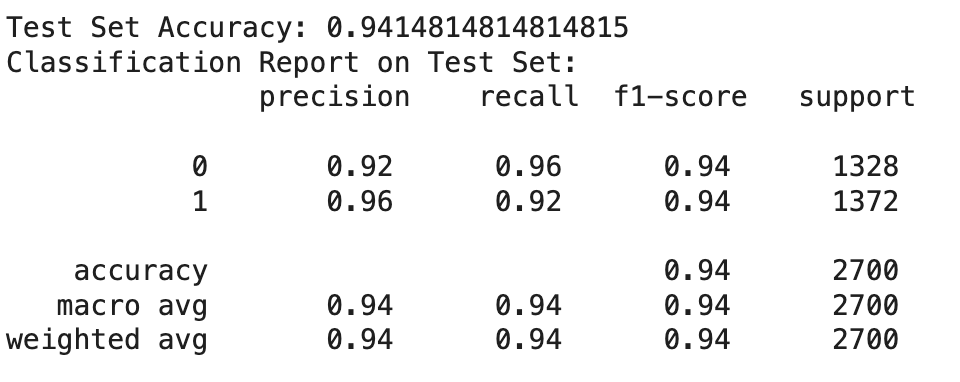 Test Set Accuracy: 0.9414814814814815
Classification Report on Test Set:
precision recall f1-score support
0 0.92 0.96 0.94 1328
1 0.96 0.92 0.94 1372
accuracy 0.94 2700
macro avg 0.94 0.94 0.94 2700
weighted avg 0.94 0.94 0.94 2700